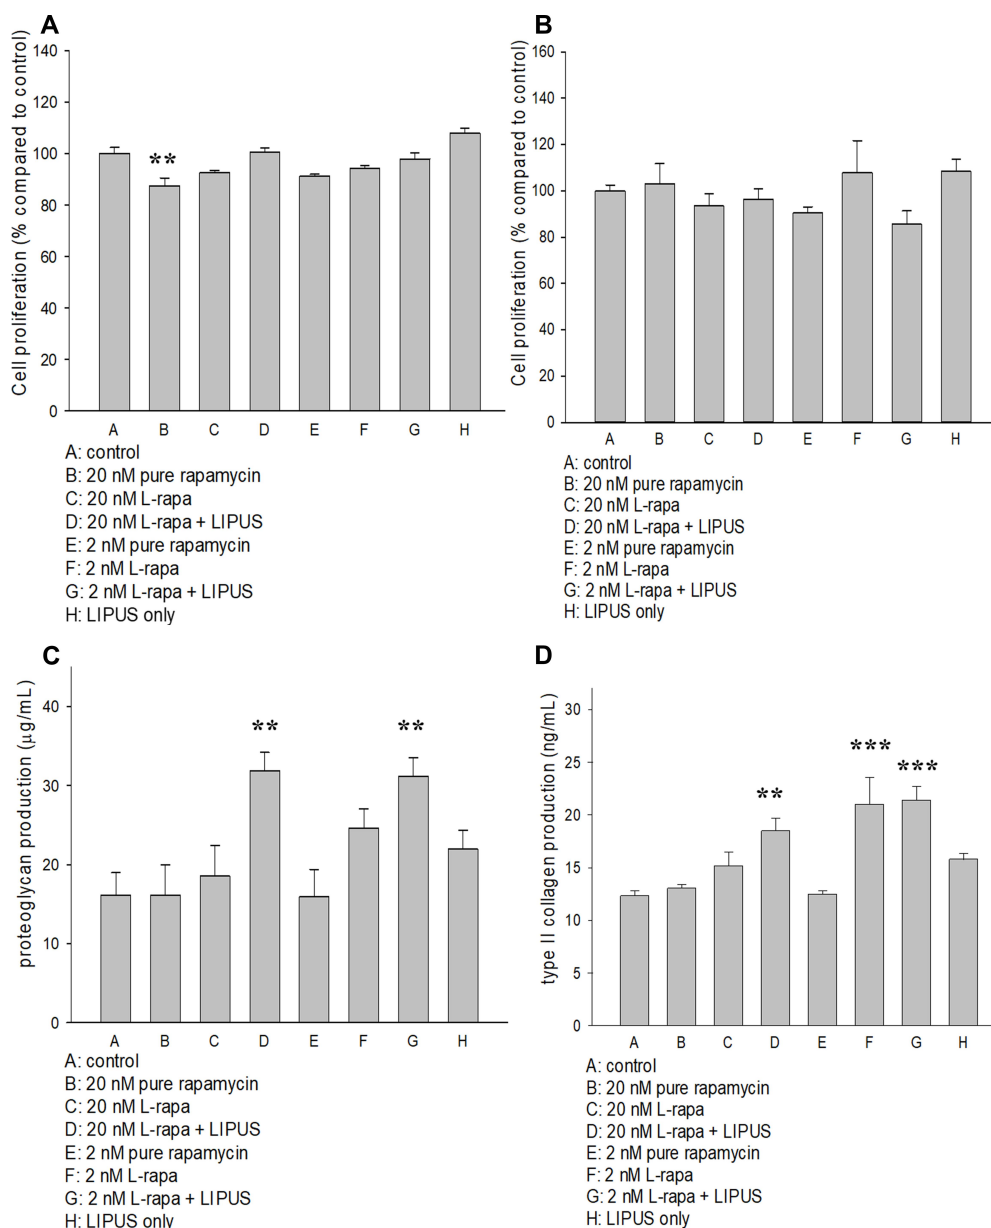 A
Cell proliferation (% compared to control)
140
120
100
80
60
40
20
0
**
A B C D E F G H
A: control
B: 20 nM pure rapamycin
C: 20 nM L-rapa
D: 20 nM L-rapa + LIPUS
E: 2 nM pure rapamycin
F: 2 nM L-rapa
G: 2 nM L-rapa + LIPUS
H: LIPUS only
B
Cell proliferation (% compared to control)
160
140
120
100
80
60
40
20
0
A B C D E F G H
A: control
B: 20 nM pure rapamycin
C: 20 nM L-rapa
D: 20 nM L-rapa + LIPUS
E: 2 nM pure rapamycin
F: 2 nM L-rapa
G: 2 nM L-rapa + LIPUS
H: LIPUS only
C
proteoglycan production (μg/mL)
40
30
20
10
0
** **
A B C D E F G H
A: control
B: 20 nM pure rapamycin
C: 20 nM L-rapa
D: 20 nM L-rapa + LIPUS
E: 2 nM pure rapamycin
F: 2 nM L-rapa
G: 2 nM L-rapa + LIPUS
H: LIPUS only
D
type II collagen production (ng/mL)
30
25
20
15
10
5
0
** *** ***
A B C D E F G H
A: control
B: 20 nM pure rapamycin
C: 20 nM L-rapa
D: 20 nM L-rapa + LIPUS
E: 2 nM pure rapamycin
F: 2 nM L-rapa
G: 2 nM L-rapa + LIPUS
H: LIPUS only